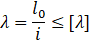 λ = l₀/i ≤ [λ]